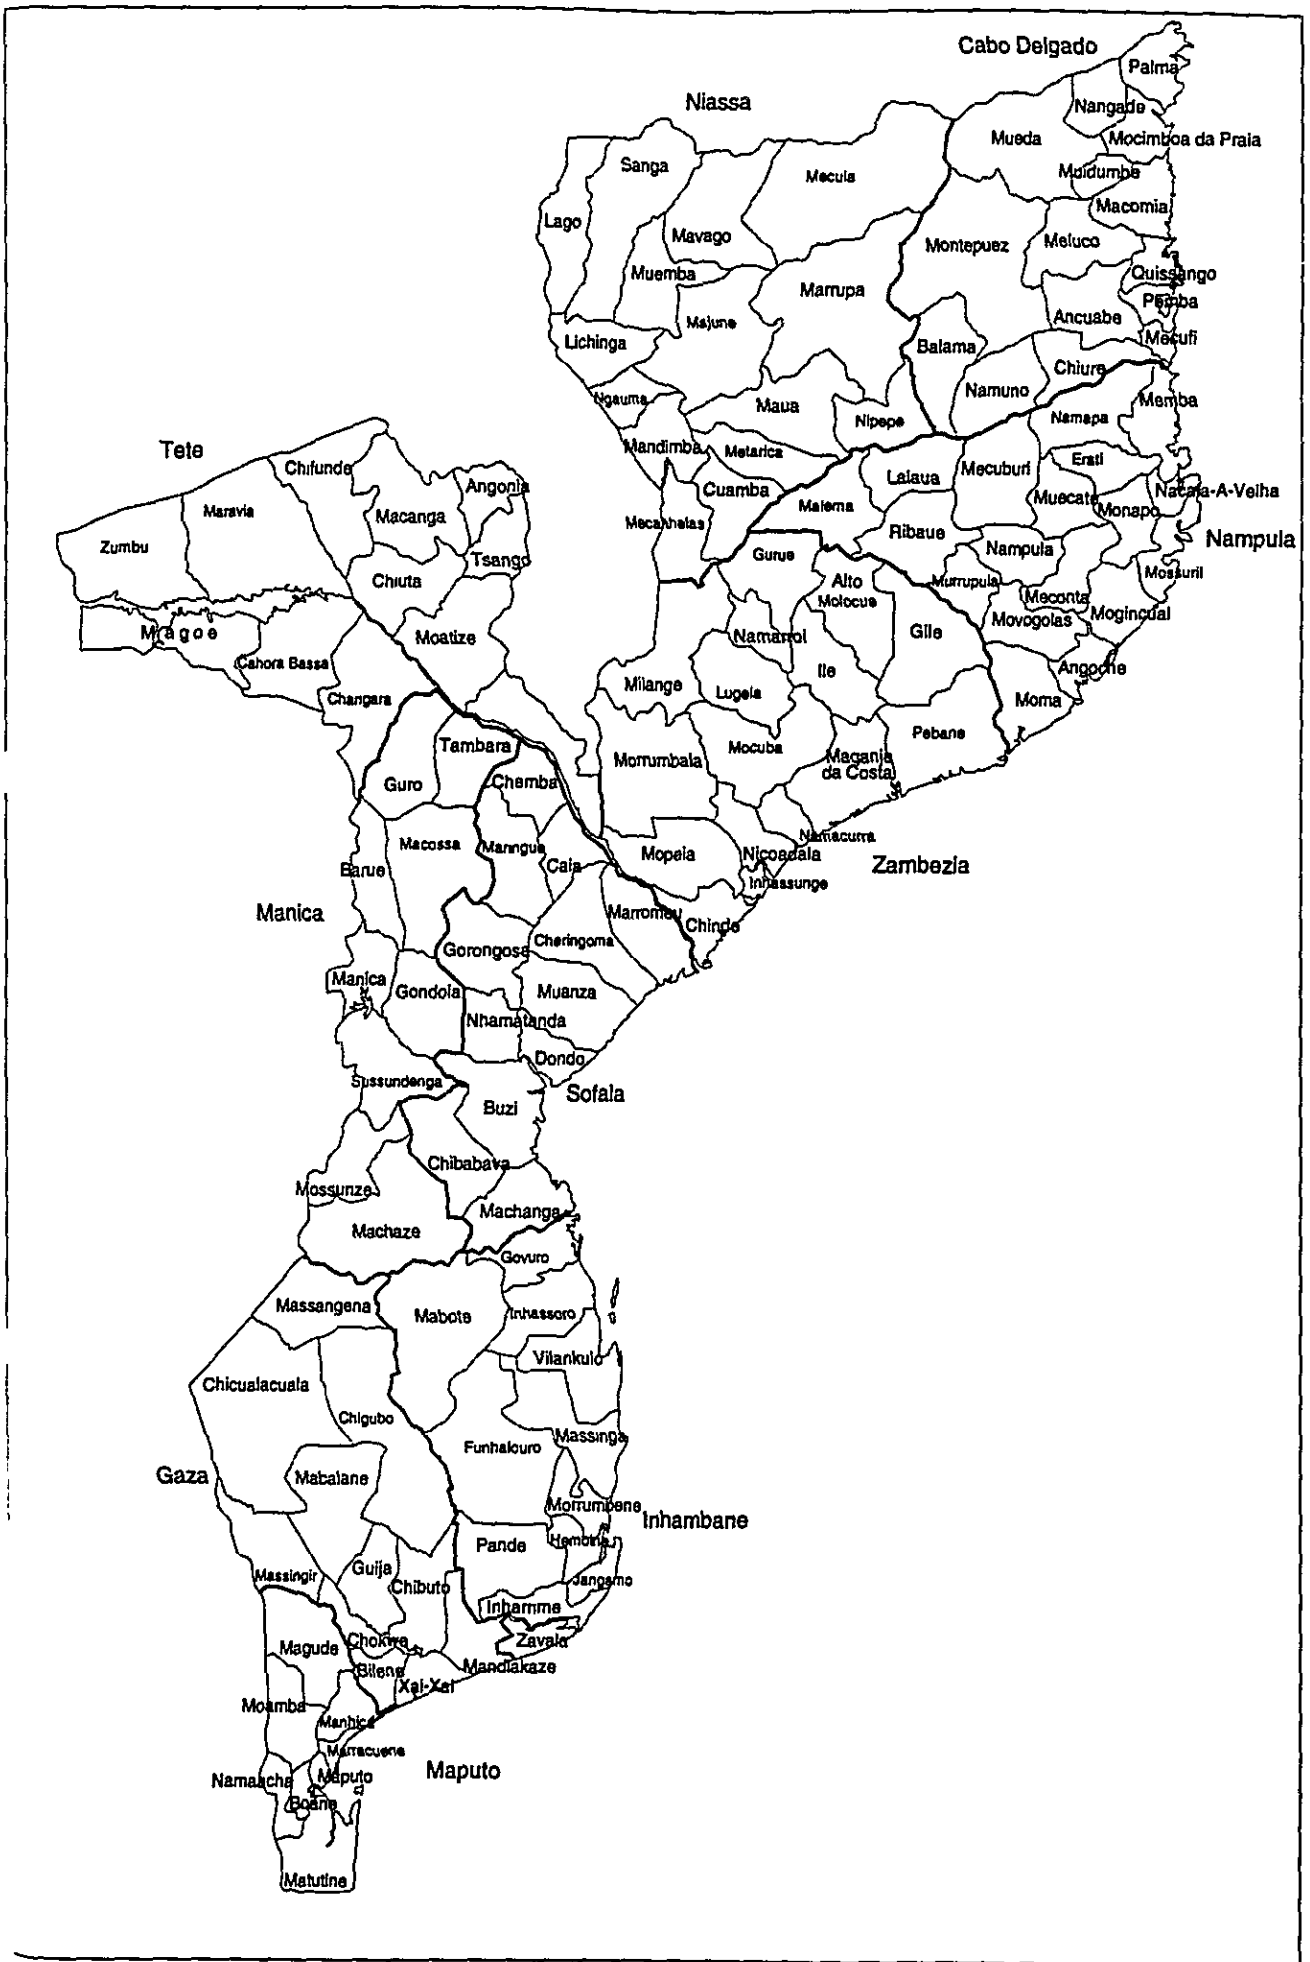 Cabo Delgado
Palma
Niassa
Nangade
Mueda
Mocimboa da Praia
Sanga
Mecula
Muidumbe
Macomia
Lago
Mavago
Montepuez
Meluco
Muemba
Quissango
Marrupa
Pemba
Majune
Ancuabe
Lichinga
Balama
Mecufi
Chiure
Ngauma
Namuno
Memba
Maua
Nipepe
Namapa
Tete
Mandimba
Metarica
Chifunde
Lalaua
Mecuburi
Erati
Angonia
Cuamba
Nacala-A-Velha
Maravia
Macanga
Malema
Muecate
Monapo
Mecanhelas
Ribaue
Nampula
Zumbu
Gurue
Nampula
Tsango
Chiuta
Alto
Molocue
Murrupula
Mossuril
Meconta
Mogincual
Magoe
Moatize
Namarroi
Gile
Movogolas
Cahora Bassa
Ile
Angoche
Changara
Milange
Lugela
Moma
Tambara
Mocuba
Pebane
Morrumbala
Maganja
da Costa
Guro
Chemba
Macossa
Maringue
Namacurra
Barue
Caia
Mopeia
Nicoadala
Zambezia
Inhassunge
Manica
Marromeu
Chinde
Gorongosa
Cheringoma
Manica
Gondola
Muanza
Nhamatanda
Dondo
Sussundenga
Sofala
Buzi
Chibabava
Mossunze
Machanga
Machaze
Govuro
Massangena
Mabote
Inhassoro
Vilankulo
Chicualacuala
Chigubo
Funhalouro
Massinga
Gaza
Mabalane
Morrumbene
Inhambane
Pande
Homoine
Massingir
Guija
Chibuto
Jangamo
Inharrime
Magude
Chokwe
Zavala
Bilene
Mandlakaze
Xai-Xai
Moamba
Manhica
Marracuene
Maputo
Namaacha
Maputo
Boane
Matutine